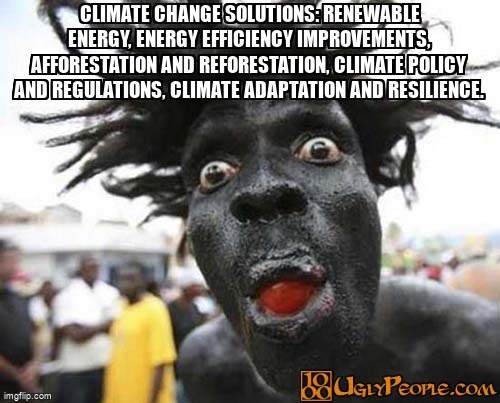 CLIMATE CHANGE SOLUTIONS: RENEWABLE
ENERGY, ENERGY EFFICIENCY IMPROVEMENTS,
AFFORESTATION AND REFORESTATION, CLIMATE POLICY
AND REGULATIONS, CLIMATE ADAPTATION AND RESILIENCE.
100 UGLYPEOPLE.COM
imgflip.com